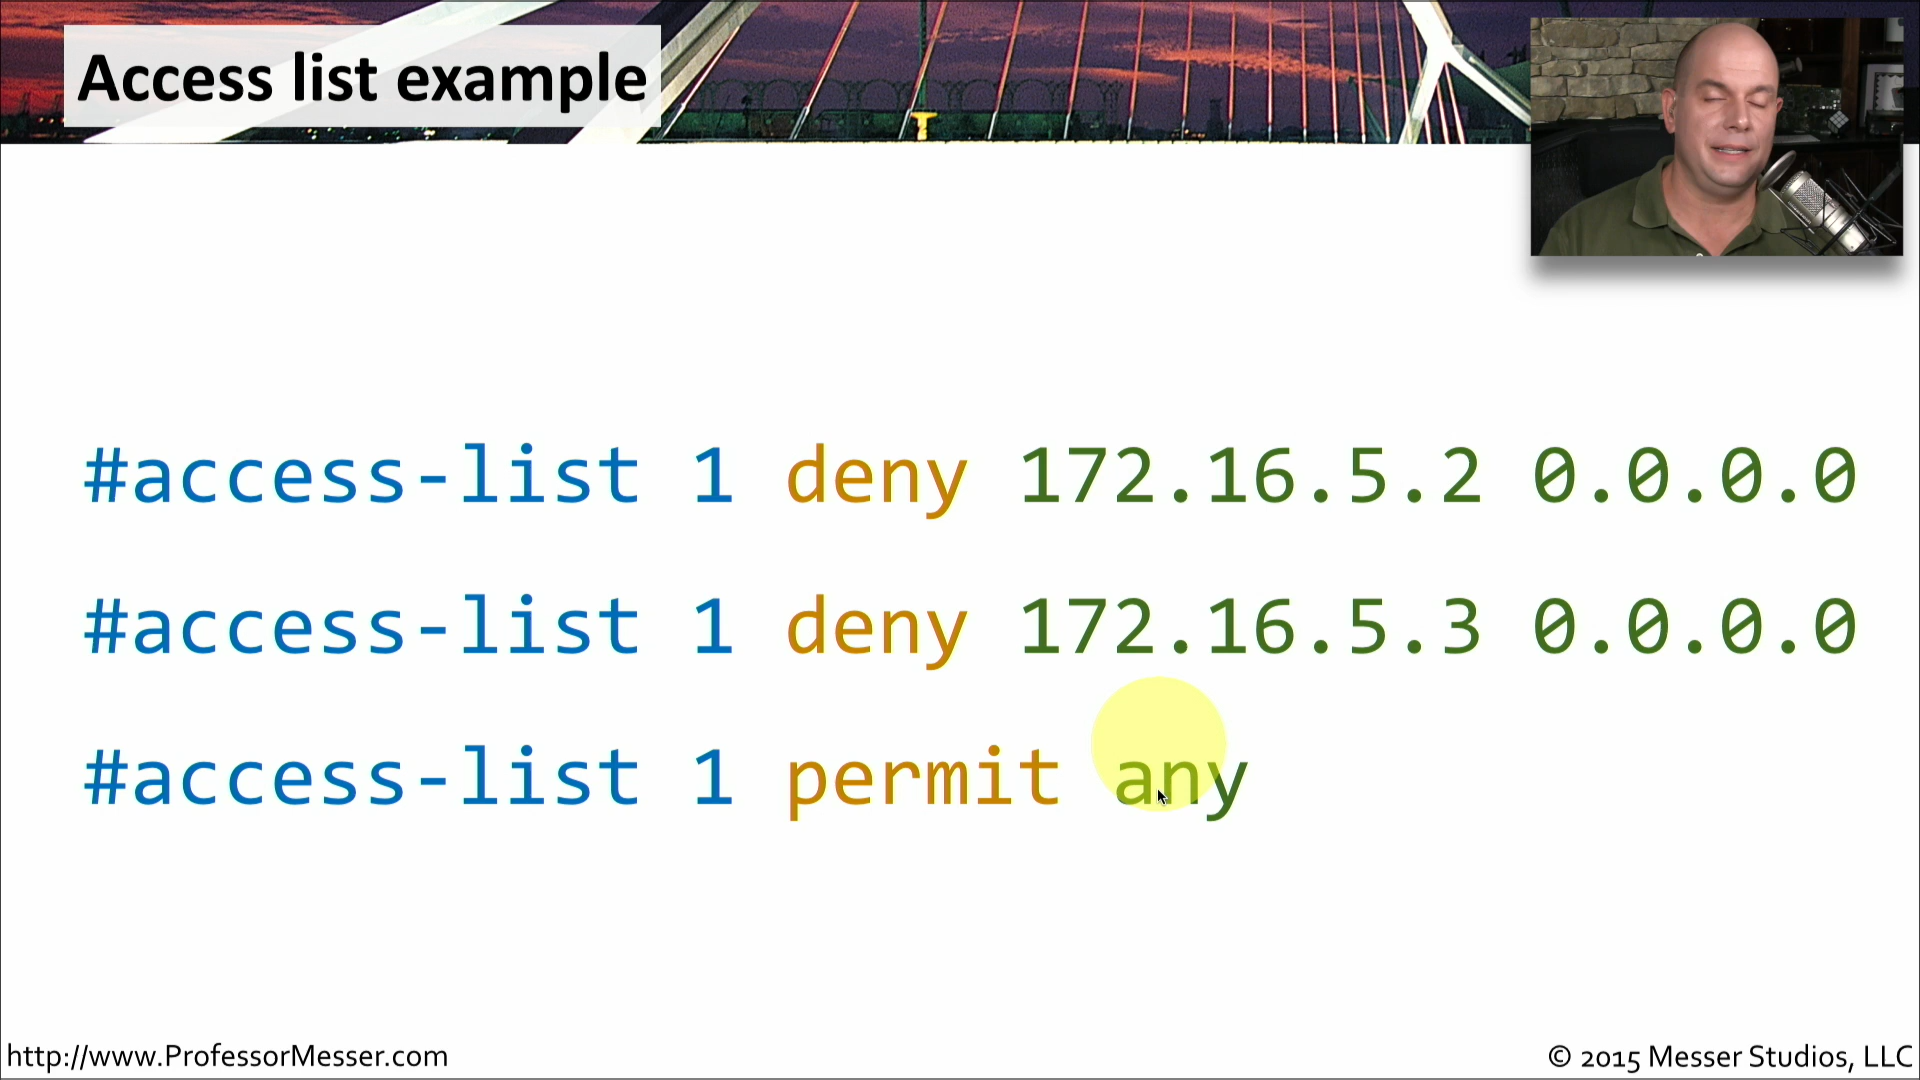 Access list example
#access-list 1 deny 172.16.5.2 0.0.0.0
#access-list 1 deny 172.16.5.3 0.0.0.0
#access-list 1 permit any
http://www.ProfessorMesser.com
© 2015 Messer Studios, LLC